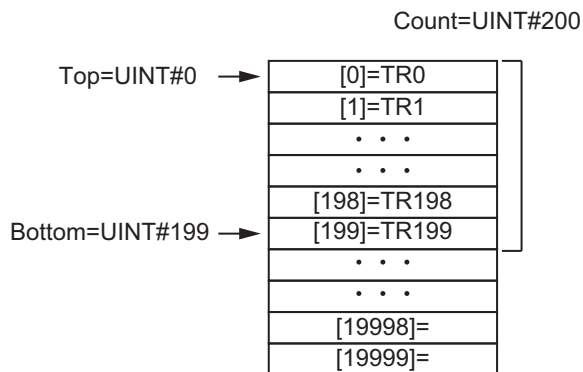 Count=UINT#200
Top=UINT#0
[0]=TR0
[1]=TR1
· · ·
· · ·
[198]=TR198
Bottom=UINT#199
[199]=TR199
· · ·
· · ·
[19998]=
[19999]=